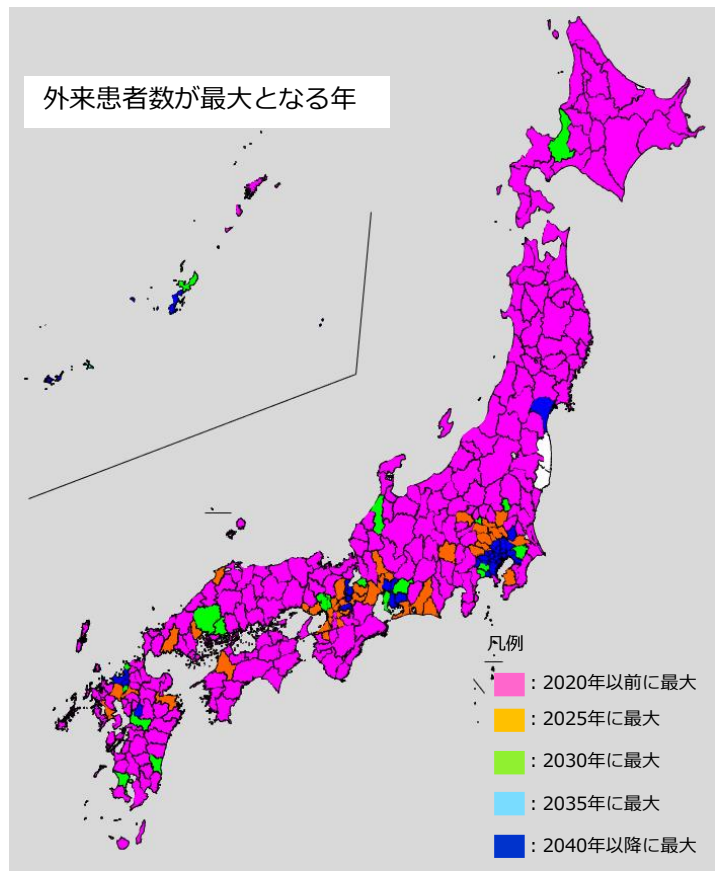 外来患者数が最大となる年
凡例
：2020年以前に最大
：2025年に最大
：2030年に最大
：2035年に最大
：2040年以降に最大